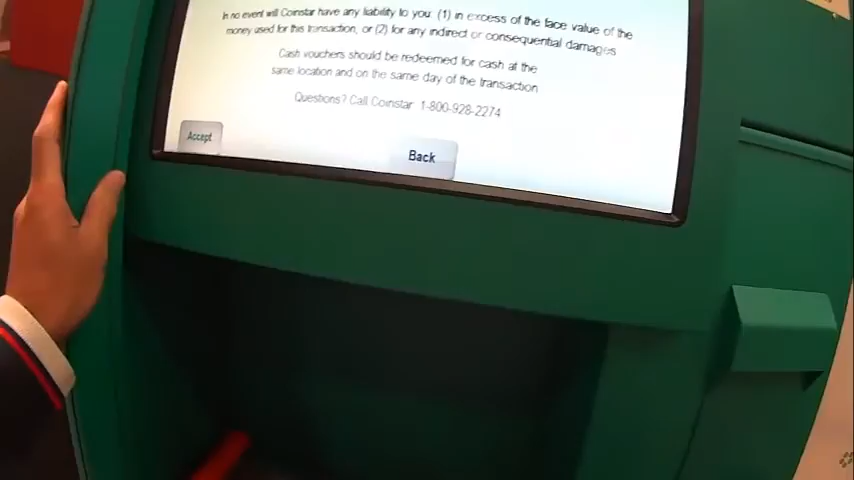 In no event will Coinstar have any liability to you (1) in excess of the face value of the
money used for this transaction, or (2) for any indirect or consequential damages
Cash vouchers should be redeemed for cash at the
same location and on the same day of the transaction
Questions? Call Coinstar 1-800-928-2274
Accept
Back